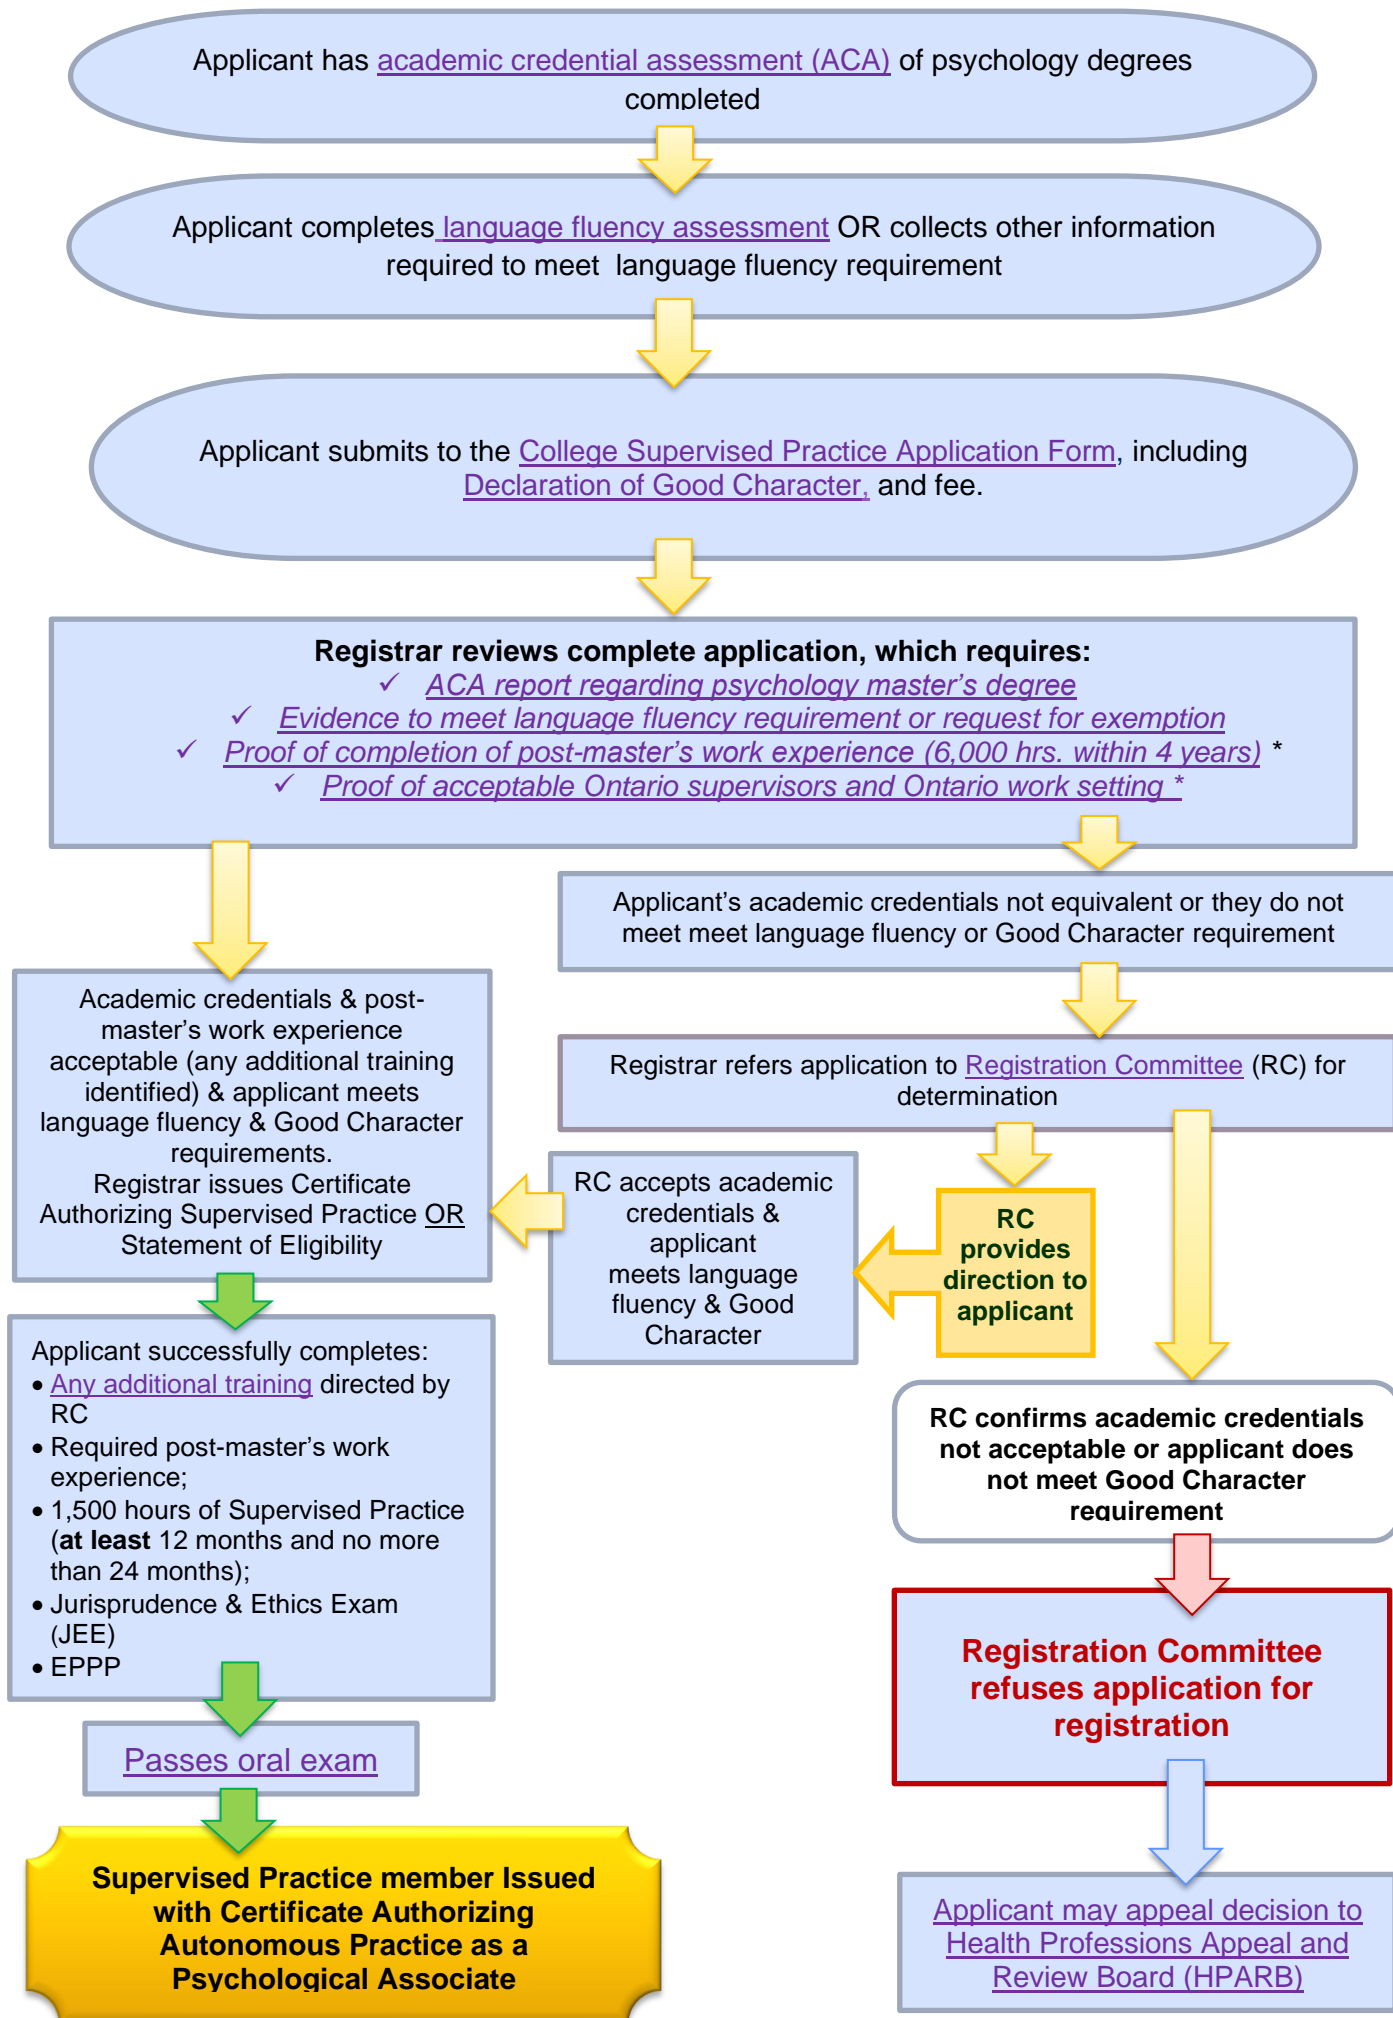 Applicant has academic credential assessment (ACA) of psychology degrees
completed
Applicant completes language fluency assessment OR collects other information
required to meet language fluency requirement
Applicant submits to the College Supervised Practice Application Form, including
Declaration of Good Character, and fee.
Registrar reviews complete application, which requires:
✓ ACA report regarding psychology master's degree
✓ Evidence to meet language fluency requirement or request for exemption
✓ Proof of completion of post-master's work experience (6,000 hrs. within 4 years) *
✓ Proof of acceptable Ontario supervisors and Ontario work setting *
Applicant's academic credentials not equivalent or they do not
meet meet language fluency or Good Character requirement
Registrar refers application to Registration Committee (RC) for
determination
Academic credentials & post-
master's work experience
acceptable (any additional training
identified) & applicant meets
language fluency & Good Character
requirements.
Registrar issues Certificate
Authorizing Supervised Practice OR
Statement of Eligibility
RC accepts academic
credentials &
applicant
meets language
fluency & Good
Character
RC
provides
direction to
applicant
Applicant successfully completes:
• Any additional training directed by
RC
• Required post-master's work
experience;
• 1,500 hours of Supervised Practice
(at least 12 months and no more
than 24 months);
• Jurisprudence & Ethics Exam
(JEE)
• EPPP
RC confirms academic credentials
not acceptable or applicant does
not meet Good Character
requirement
Registration Committee
refuses application for
registration
Passes oral exam
Supervised Practice member Issued
with Certificate Authorizing
Autonomous Practice as a
Psychological Associate
Applicant may appeal decision to
Health Professions Appeal and
Review Board (HPARB)